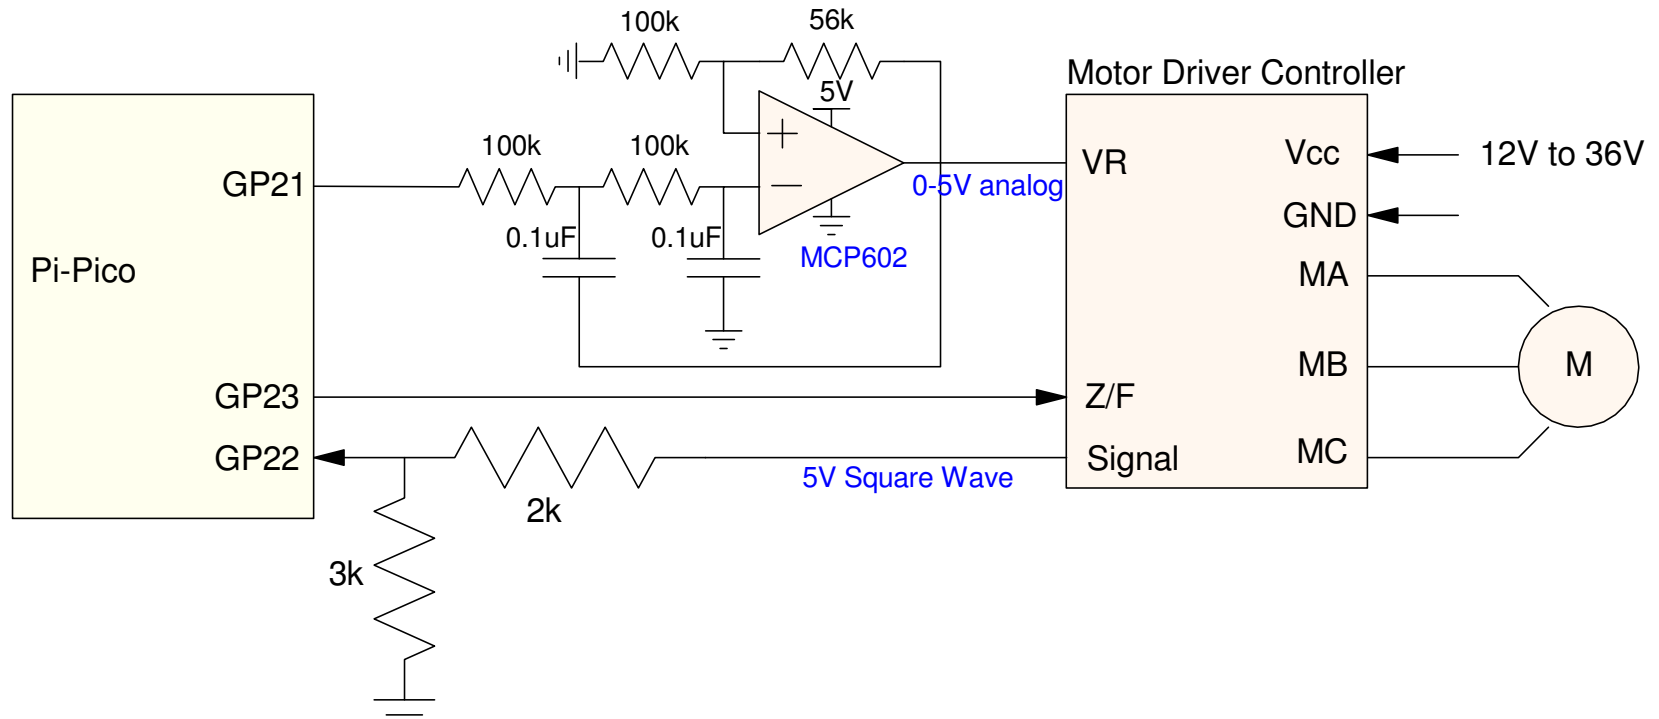 100k
56k
Motor Driver Controller
5V
100k
100k
GP21
VR
Vcc
12V to 36V
0-5V analog
GND
0.1uF
0.1uF
MCP602
Pi-Pico
MA
MB
M
GP23
Z/F
GP22
Signal
MC
5V Square Wave
2k
3k